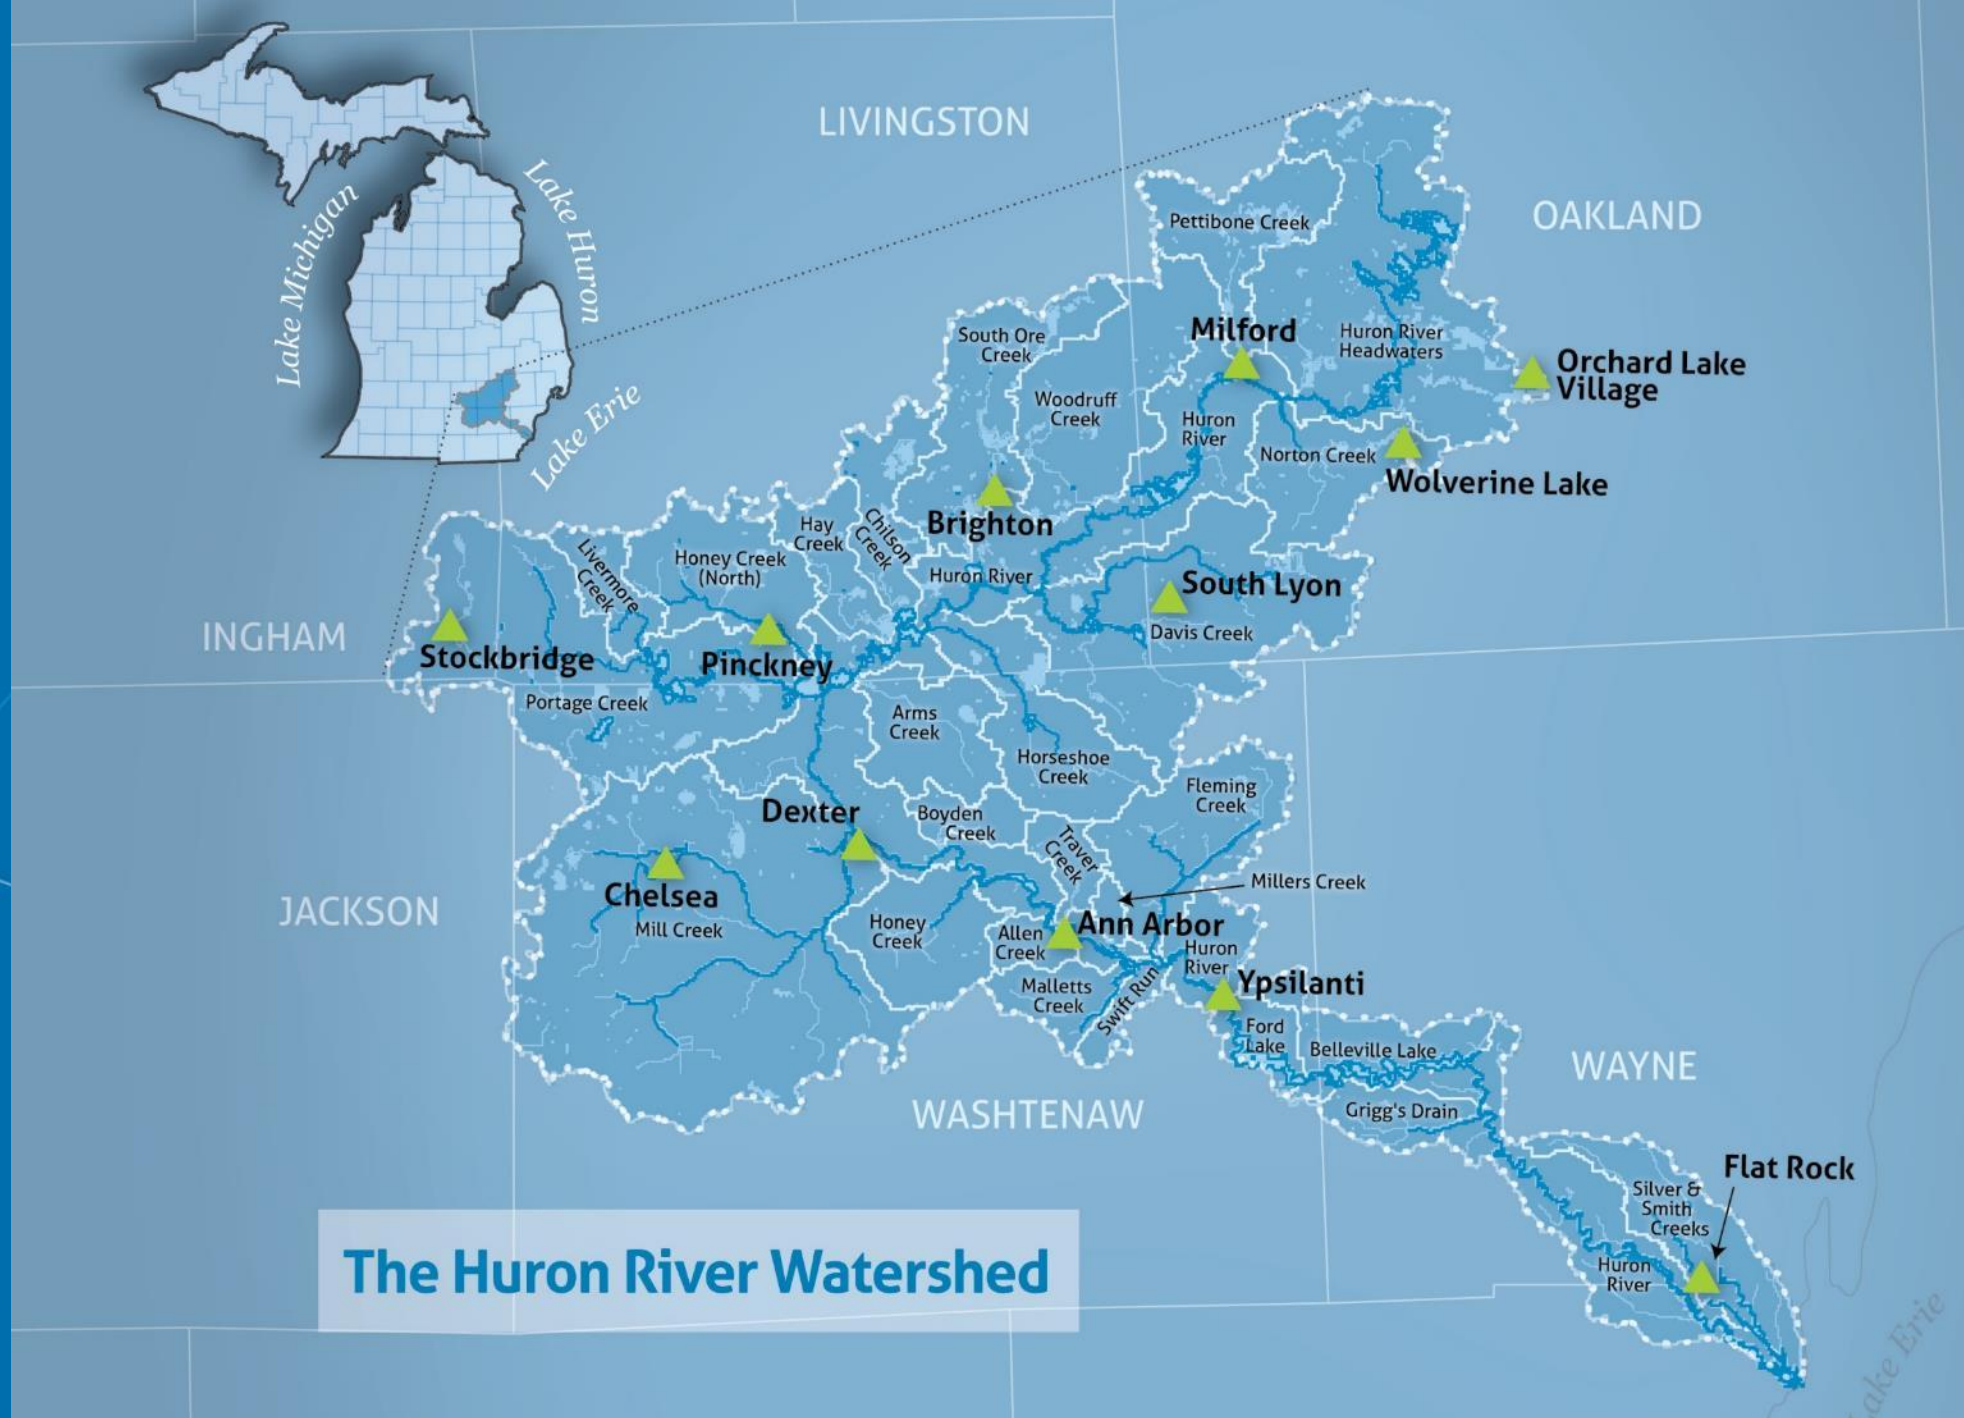 LIVINGSTON
OAKLAND
INGHAM
JACKSON
WASHTENAW
WAYNE
Lake Michigan
Lake Huron
Lake Erie
Pettibone Creek
Milford
Huron River
Headwaters
Orchard Lake
Village
South Ore
Creek
Woodruff
Creek
Huron
River
Norton Creek
Wolverine Lake
Brighton
Hay
Creek
Chilson
Creek
Livermore
Creek
Honey Creek
(North)
Huron River
South Lyon
Davis Creek
Stockbridge
Pinckney
Portage Creek
Arms
Creek
Horseshoe
Creek
Fleming
Creek
Dexter
Boyden
Creek
Traver
Creek
Millers Creek
Chelsea
Mill Creek
Honey
Creek
Allen
Creek
Ann Arbor
Huron
River
Malletts
Creek
Swift Run
Ypsilanti
Ford
Lake
Belleville Lake
Grigg's Drain
Flat Rock
Silver &
Smith
Creeks
Huron
River
Lake Erie
The Huron River Watershed